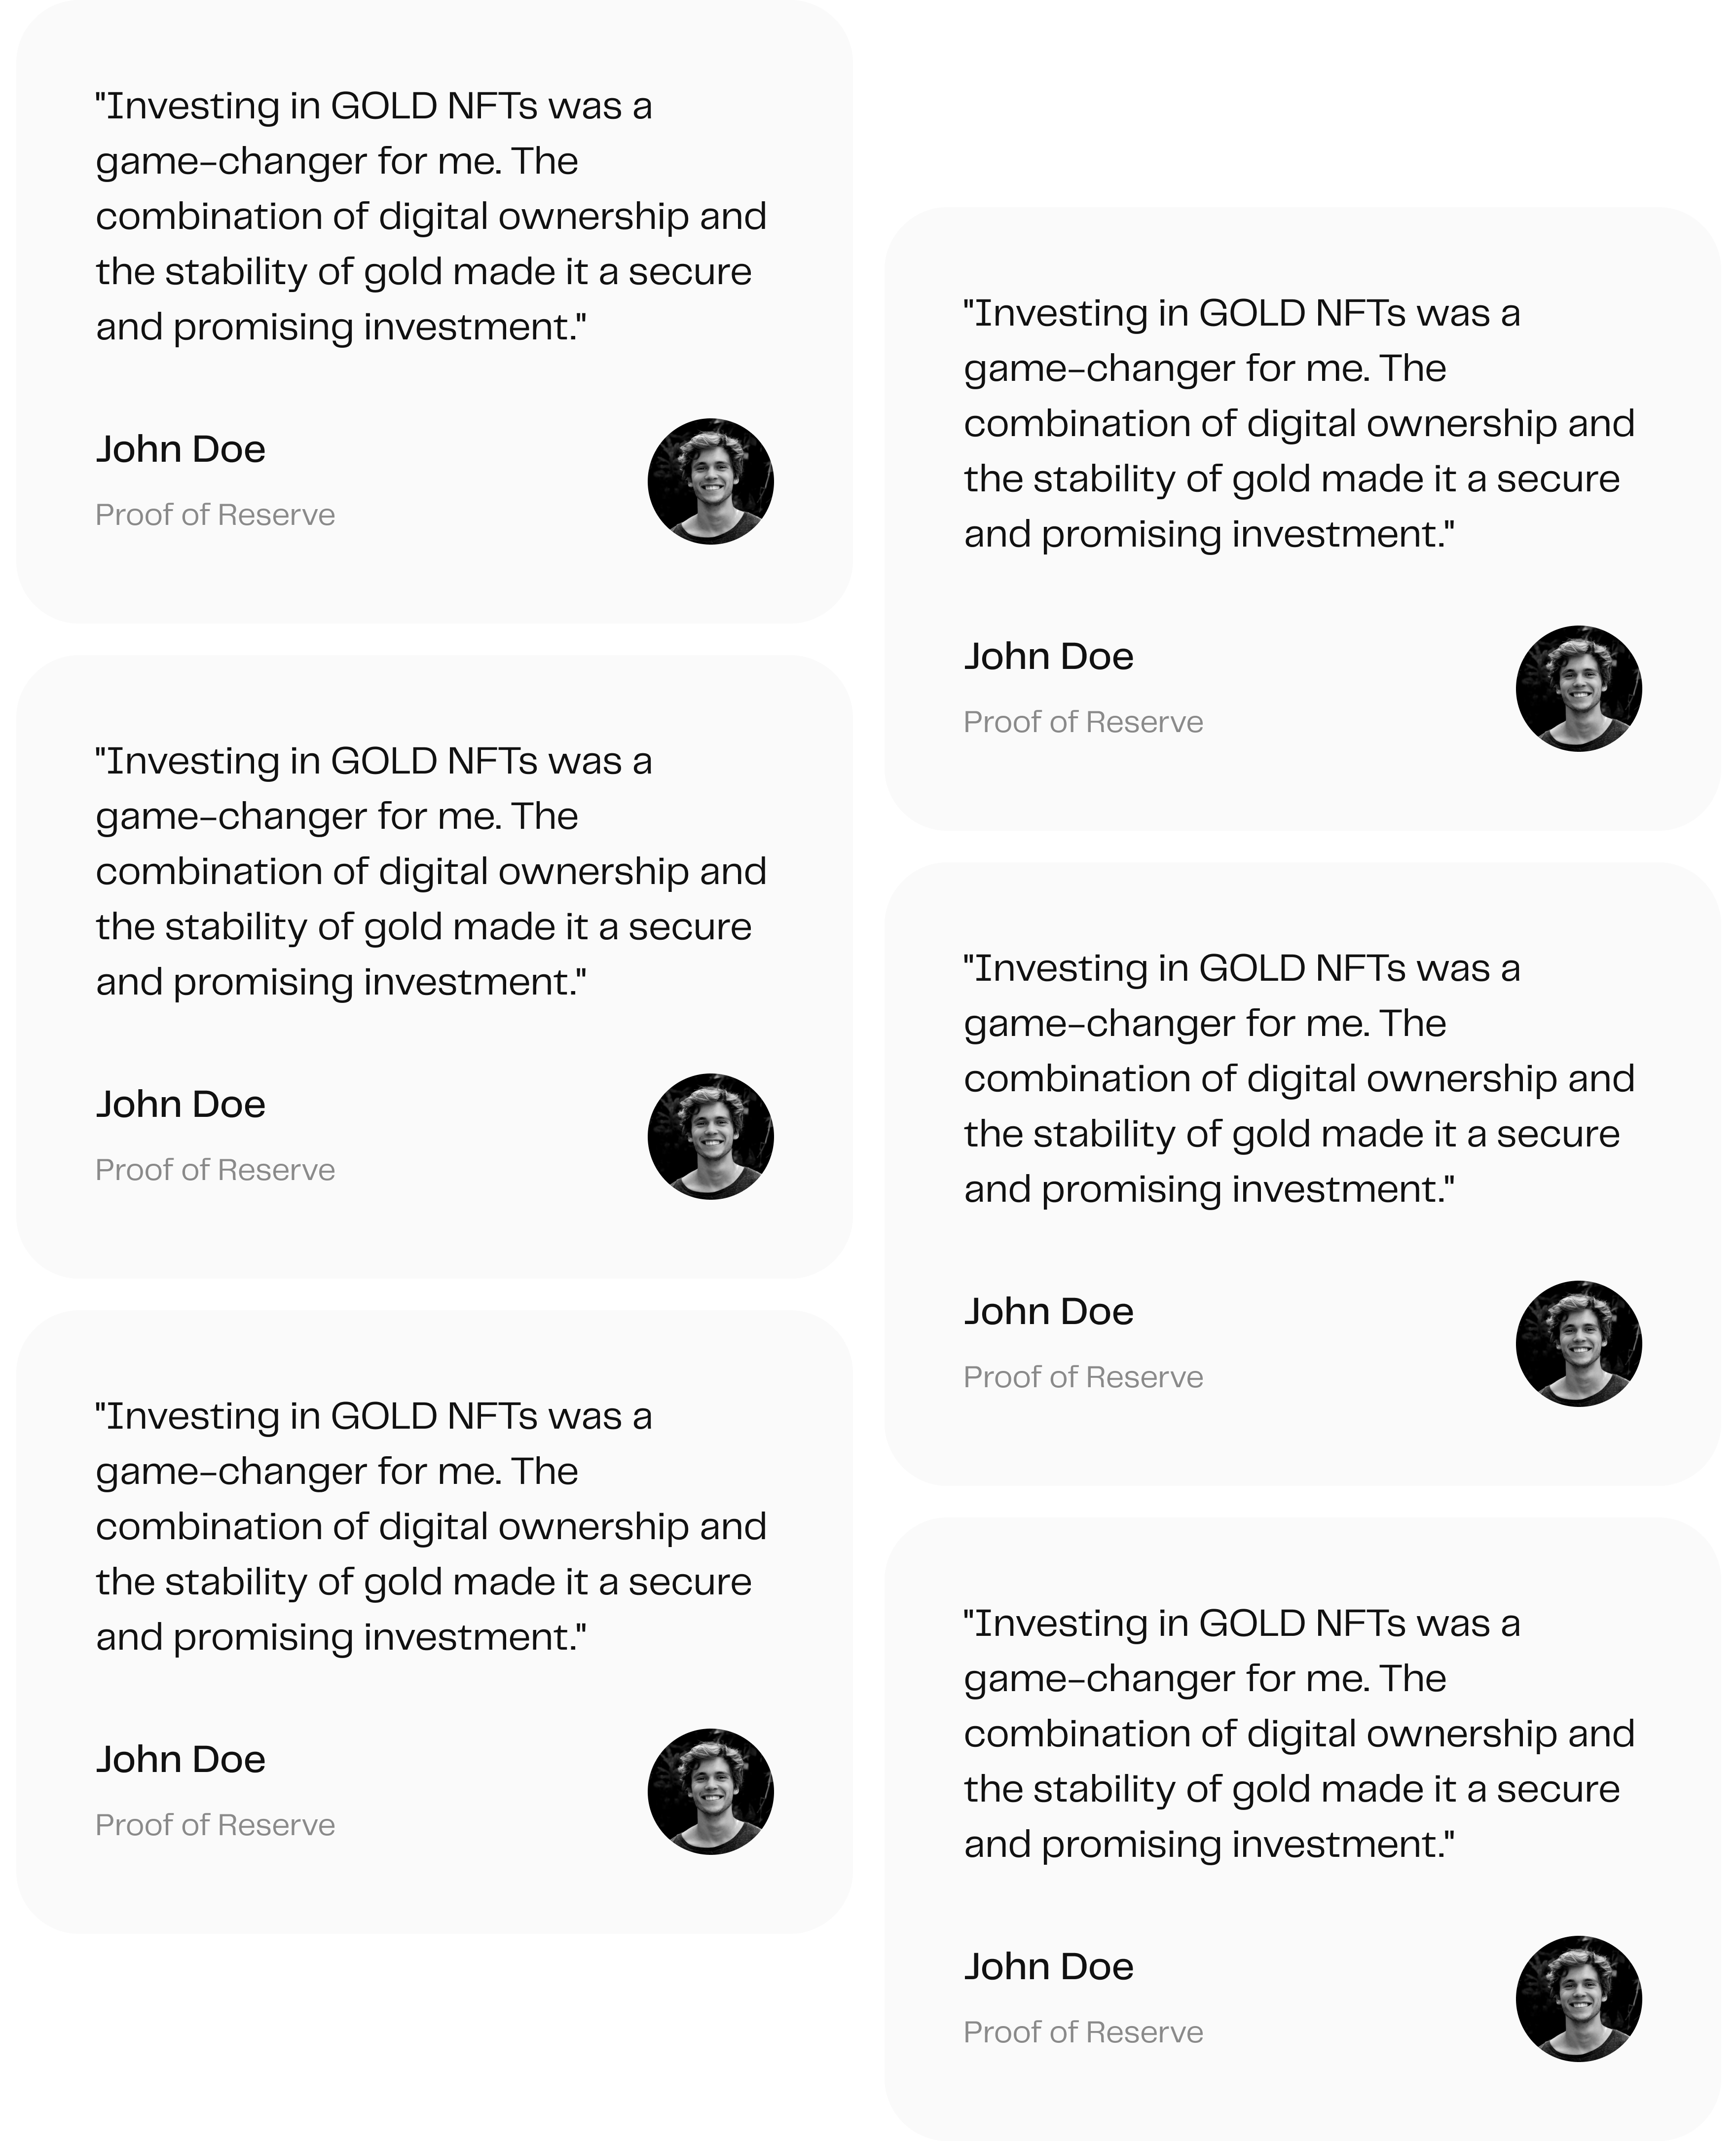 "Investing in GOLD NFTs was a
game-changer for me. The
combination of digital ownership and
the stability of gold made it a secure
and promising investment."
John Doe
Proof of Reserve
"Investing in GOLD NFTs was a
game-changer for me. The
combination of digital ownership and
the stability of gold made it a secure
and promising investment."
John Doe
Proof of Reserve
"Investing in GOLD NFTs was a
game-changer for me. The
combination of digital ownership and
the stability of gold made it a secure
and promising investment."
John Doe
Proof of Reserve
"Investing in GOLD NFTs was a
game-changer for me. The
combination of digital ownership and
the stability of gold made it a secure
and promising investment."
John Doe
Proof of Reserve
"Investing in GOLD NFTs was a
game-changer for me. The
combination of digital ownership and
the stability of gold made it a secure
and promising investment."
John Doe
Proof of Reserve
"Investing in GOLD NFTs was a
game-changer for me. The
combination of digital ownership and
the stability of gold made it a secure
and promising investment."
John Doe
Proof of Reserve